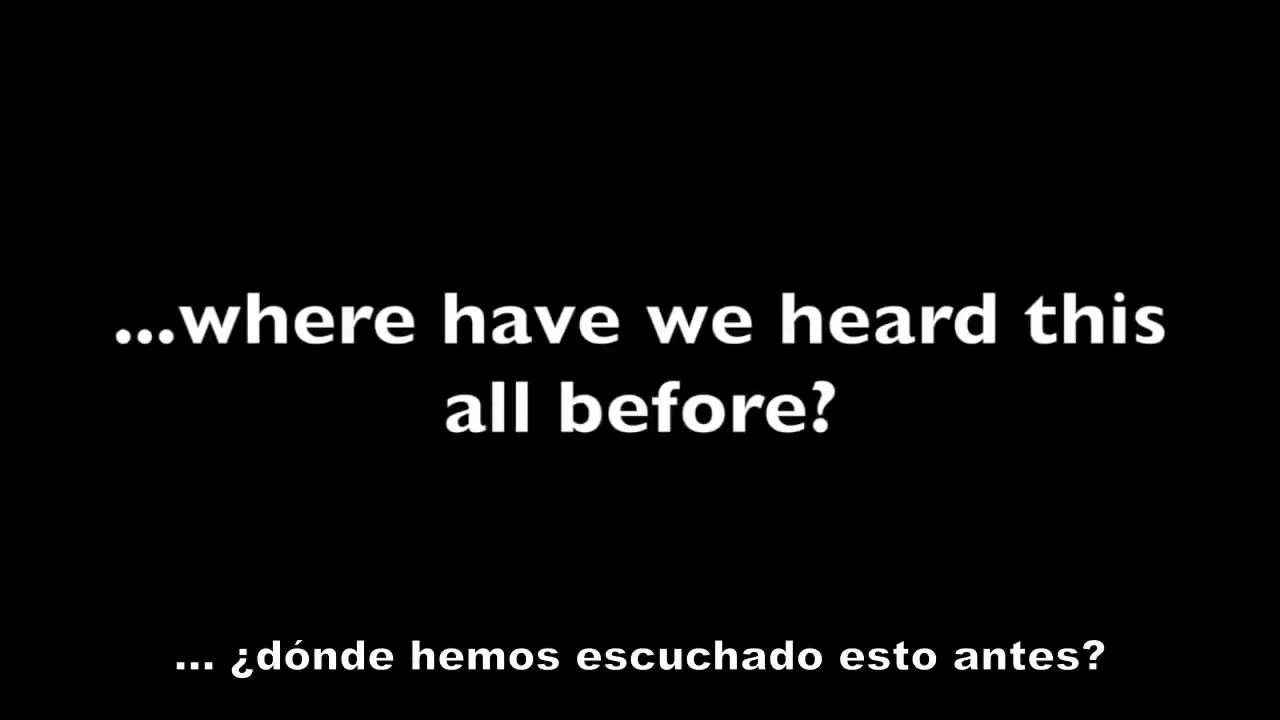 ...where have we heard this
all before?
... ¿dónde hemos escuchado esto antes?